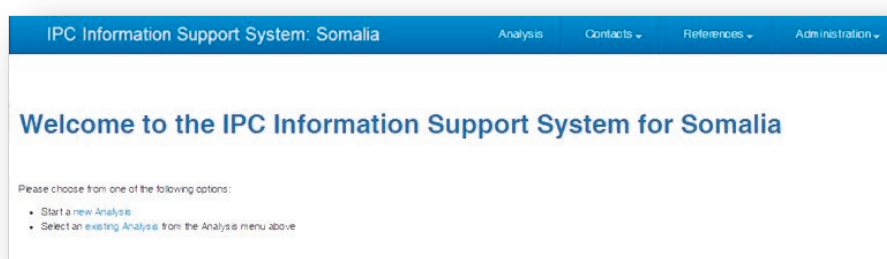 IPC Information Support System: Somalia Analysis Contacts References Administration
Welcome to the IPC Information Support System for Somalia
Please choose from one of the following options:
• Start a new Analysis
• Select an existing Analysis from the Analysis menu above